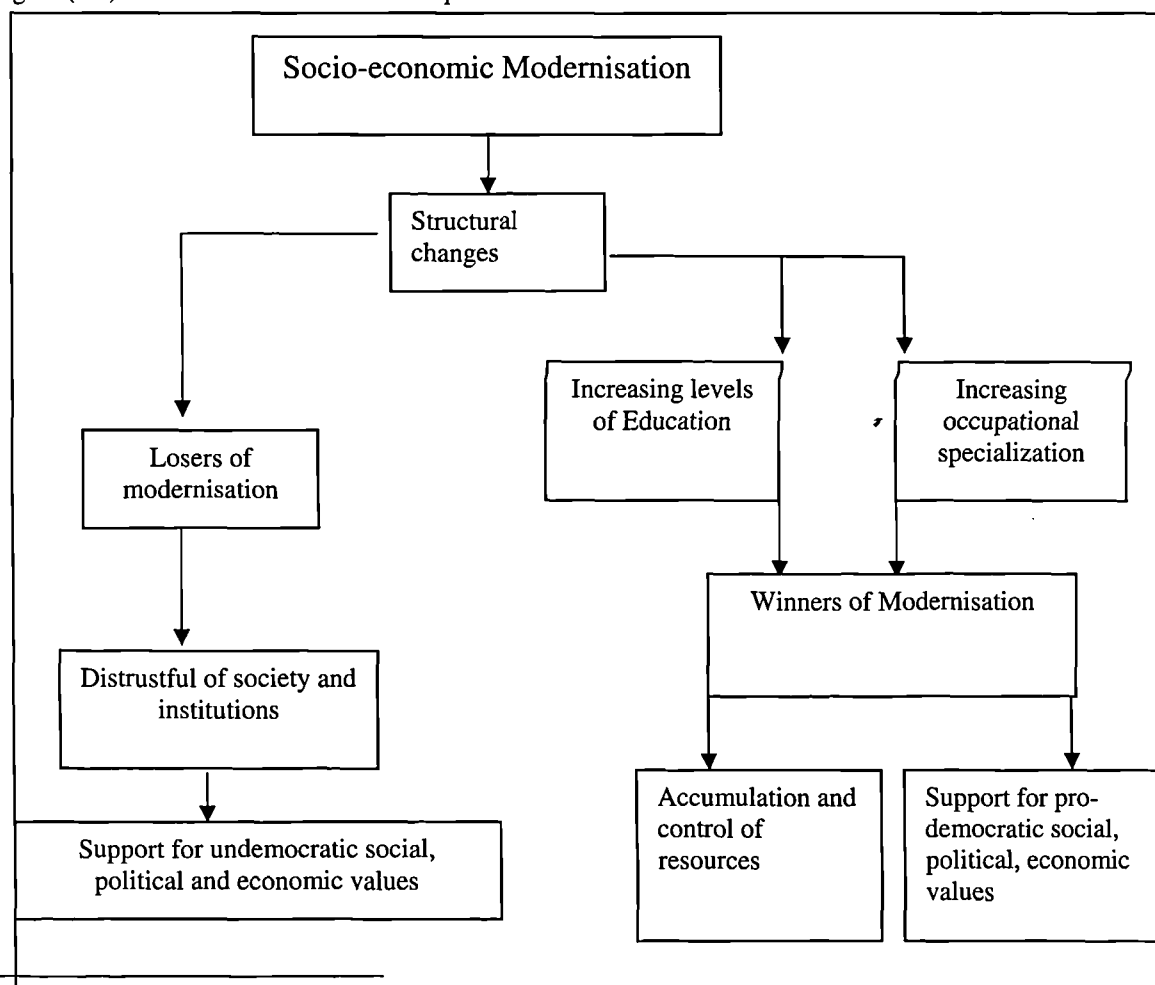 Socio-economic Modernisation
Structural
changes
Increasing levels
of Education
Increasing
occupational
specialization
Losers of
modernisation
Winners of Modernisation
Distrustful of society and
institutions
Accumulation and
control of
resources
Support for pro-
democratic social,
political, economic
values
Support for undemocratic social,
political and economic values